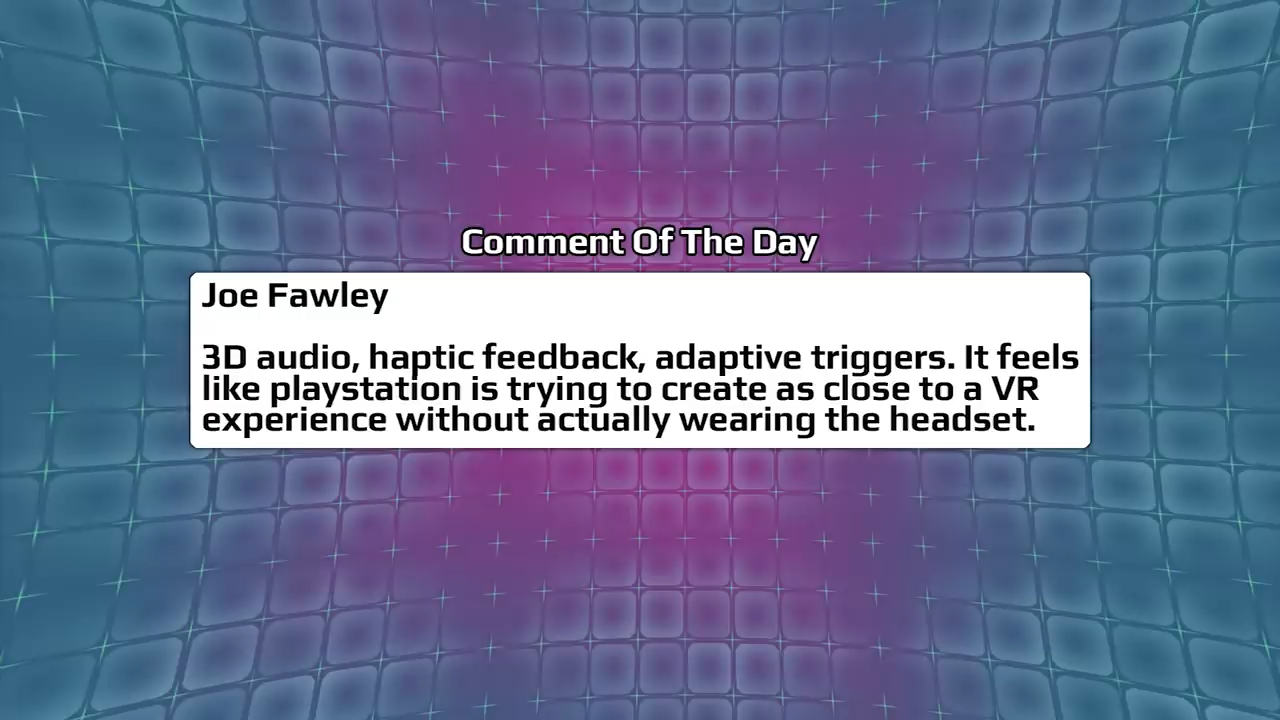 Comment Of The Day
Joe Fawley
3D audio, haptic feedback, adaptive triggers. It feels
like playstation is trying to create as close to a VR
experience without actually wearing the headset.